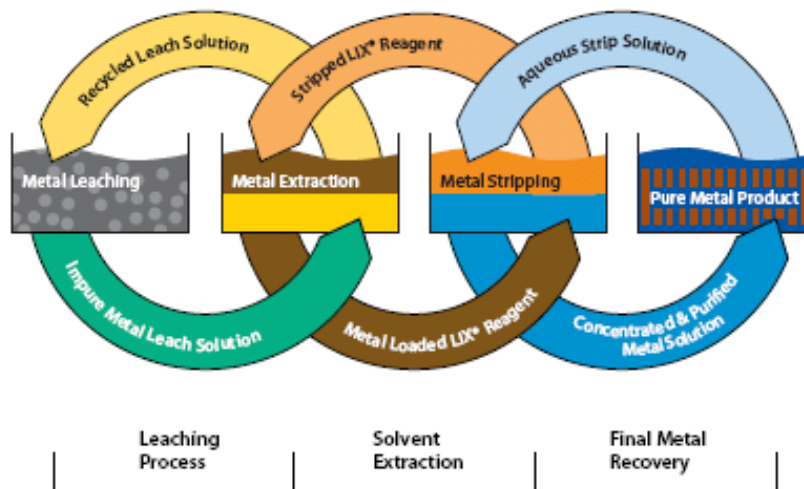 Recycled Leach Solution
Stripped LIX® Reagent
Aqueous Strip Solution
Metal Leaching
Metal Extraction
Metal Stripping
Pure Metal Product
Impure Metal Leach Solution
Metal Loaded LIX® Reagent
Concentrated & Purified
Metal Solution
Leaching
Process
Solvent
Extraction
Final Metal
Recovery